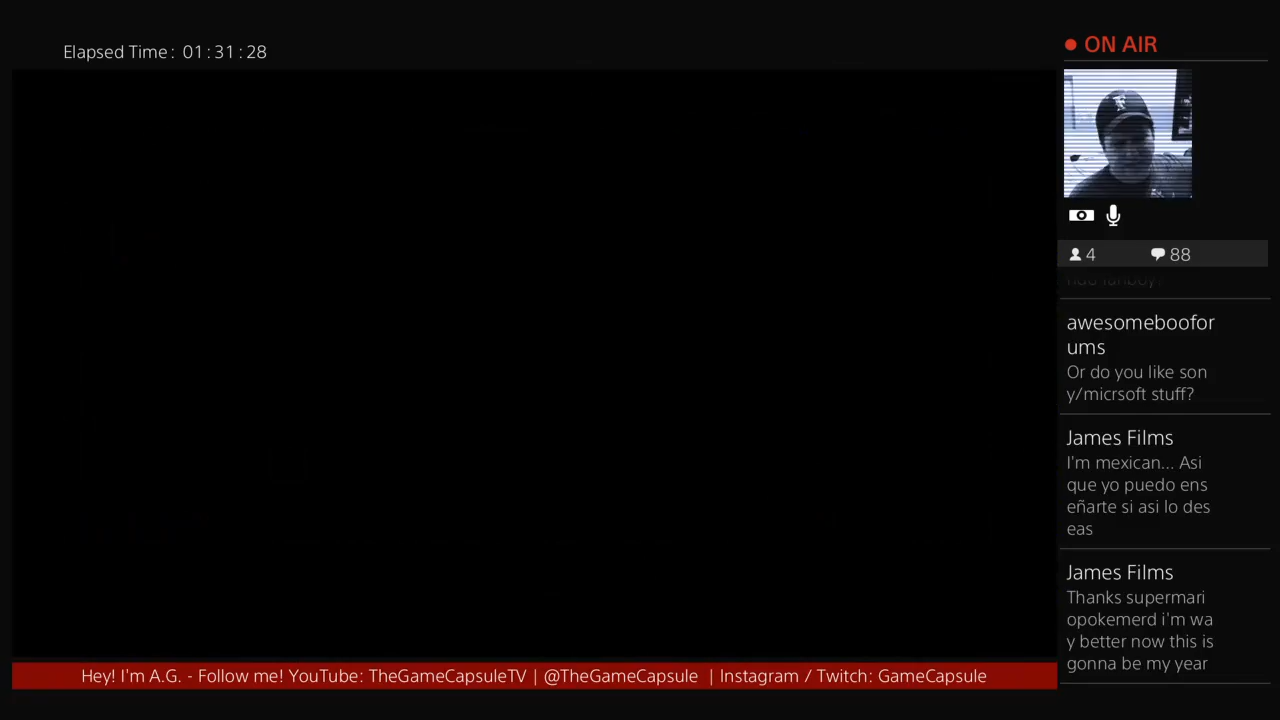 Elapsed Time: 01:31:28
ON AIR
4 88
awesomeboofor
ums
Or do you like son
y/micrsoft stuff?
James Films
I'm mexican... Asi
que yo puedo ens
eñarte si asi lo des
eas
James Films
Thanks supermari
opokemerd i'm wa
y better now this is
gonna be my year
Hey! I'm A.G. - Follow me! YouTube: TheGameCapsuleTV | @TheGameCapsule | Instagram / Twitch: GameCapsule